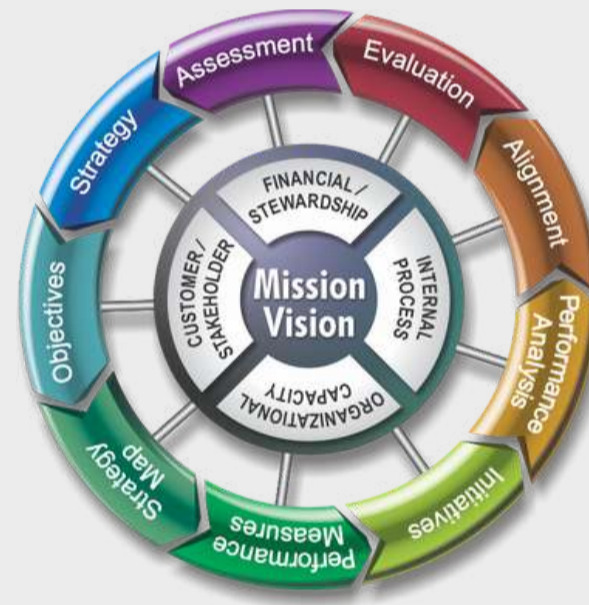 Assessment
Evaluation
Alignment
Performance
Analysis
Initiatives
Performance
Measures
Strategy
Map
Objectives
Strategy
FINANCIAL /
STEWARDSHIP
INTERNAL
PROCESS
ORGANIZATIONAL
CAPACITY
CUSTOMER /
STAKEHOLDER
Mission
Vision